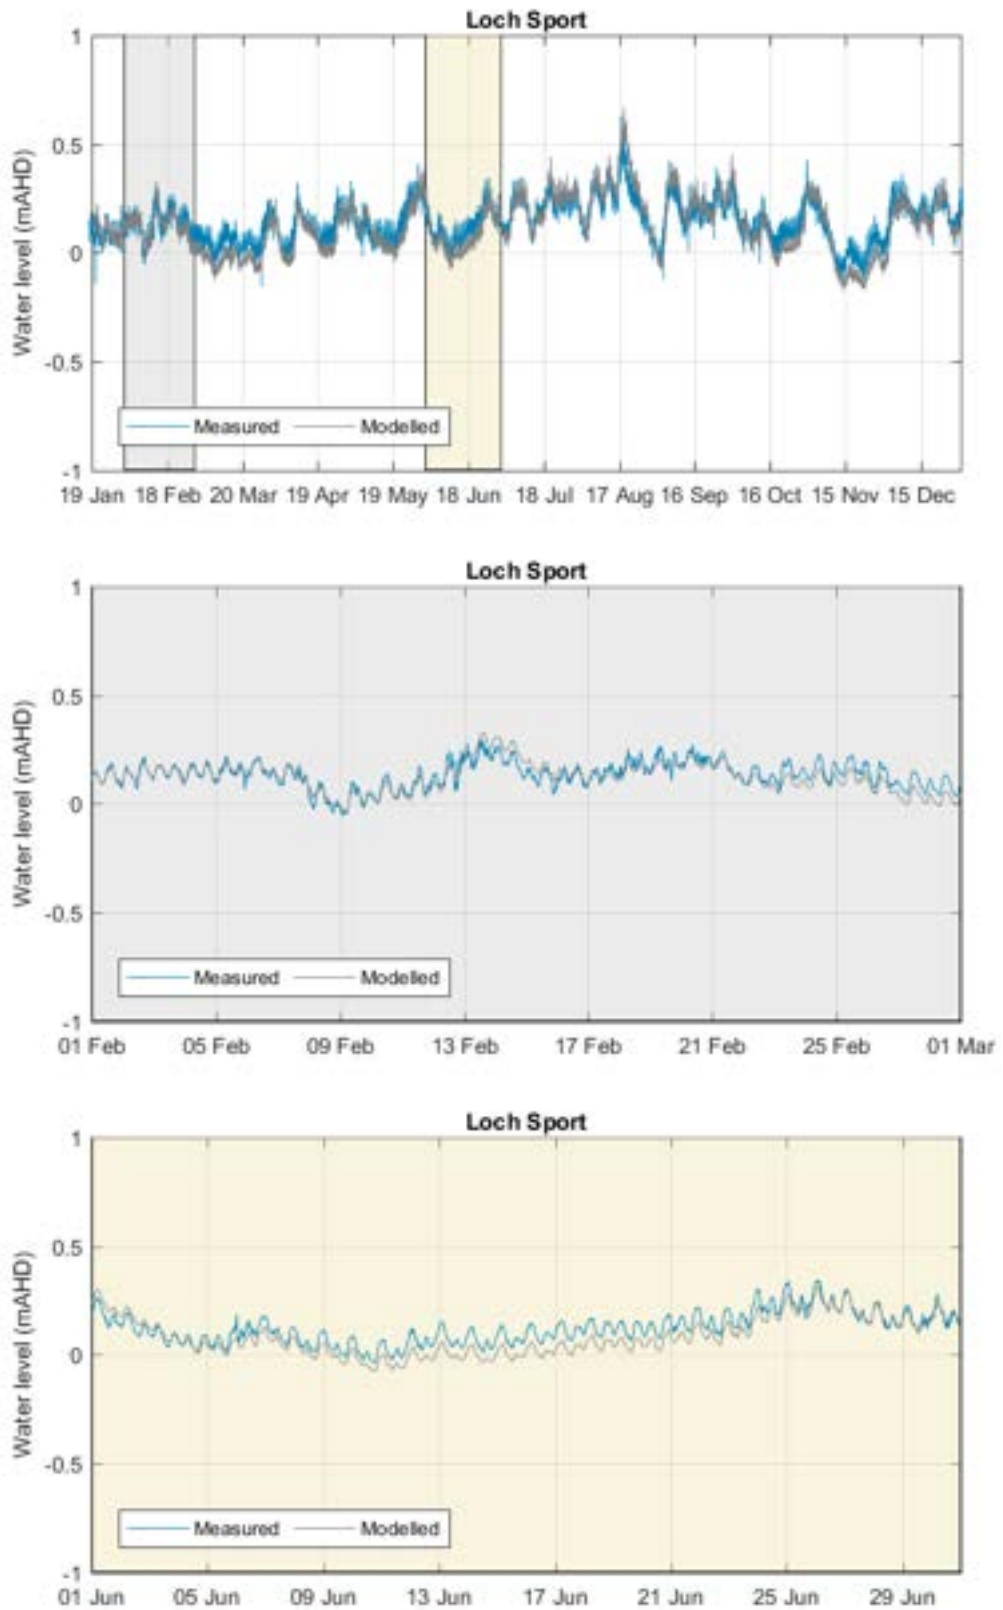 Loch Sport
Water level (mAHD)
1
0.5
0
-0.5
-1
Measured Modelled
19 Jan 18 Feb 20 Mar 19 Apr 19 May 18 Jun 18 Jul 17 Aug 16 Sep 16 Oct 15 Nov 15 Dec
Loch Sport
Water level (mAHD)
1
0.5
0
-0.5
-1
Measured Modelled
01 Feb 05 Feb 09 Feb 13 Feb 17 Feb 21 Feb 25 Feb 01 Mar
Loch Sport
Water level (mAHD)
1
0.5
0
-0.5
-1
Measured Modelled
01 Jun 05 Jun 09 Jun 13 Jun 17 Jun 21 Jun 25 Jun 29 Jun